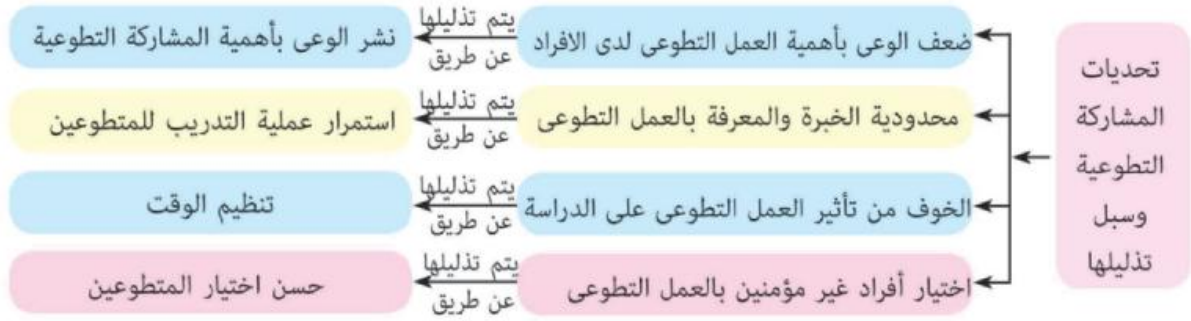 تحديات
المشاركة
التطوعية
وسبل
تذليلها
ضعف الوعى بأهمية العمل التطوعى لدى الافراد
يتم تذليلها
عن طريق
نشر الوعى بأهمية المشاركة التطوعية
محدودية الخبرة والمعرفة بالعمل التطوعى
يتم تذليلها
عن طريق
استمرار عملية التدريب للمتطوعين
الخوف من تأثير العمل التطوعى على الدراسة
يتم تذليلها
عن طريق
تنظيم الوقت
اختيار أفراد غير مؤمنين بالعمل التطوعى
يتم تذليلها
عن طريق
حسن اختيار المتطوعين